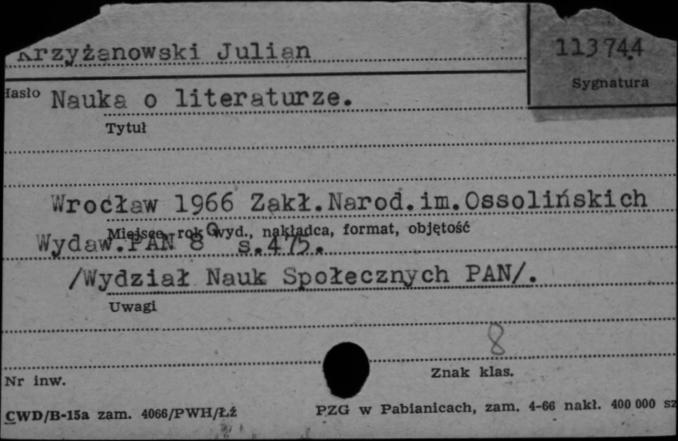 Krzyżanowski Julian
113744
Sygnatura
Hasło Nauka o literaturze.
Tytuł
Wrocław 1966 Zakł.Narod.im.Ossolińskich
Miejsce, rok wyd., nakładca, format, objętość
Wydaw.PAN 8° s.475.
/Wydział Nauk Społecznych PAN/.
Uwagi
8
Nr inw.
Znak klas.
CWD/B-15a zam. 4066/PWH/Łź
PZG w Pabianicach, zam. 4-66 nakł. 400 000 sz